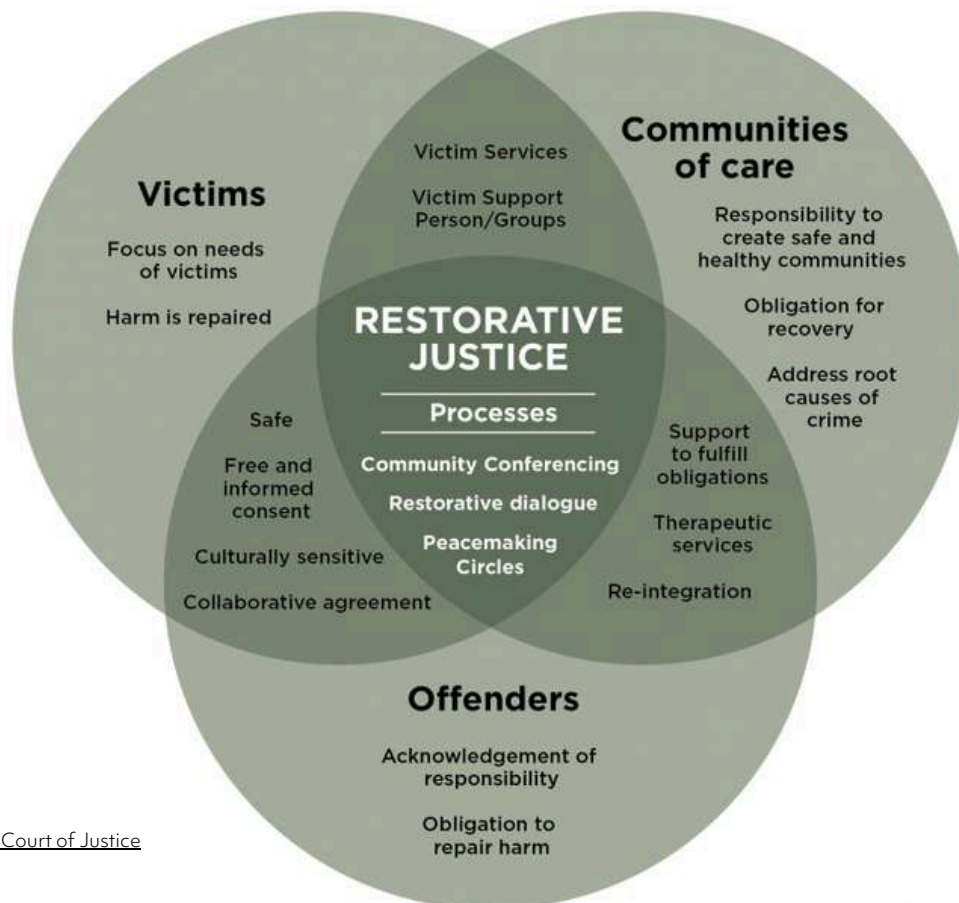 Victims
Focus on needs
of victims
Harm is repaired
Victim Services
Victim Support
Person/Groups
Communities
of care
Responsibility to
create safe and
healthy communities
Obligation for
recovery
Address root
causes of
crime
RESTORATIVE
JUSTICE
Processes
Community Conferencing
Restorative dialogue
Peacemaking
Circles
Safe
Free and
informed
consent
Culturally sensitive
Collaborative agreement
Support
to fulfill
obligations
Therapeutic
services
Re-integration
Offenders
Acknowledgement of
responsibility
Obligation to
repair harm
Court of Justice